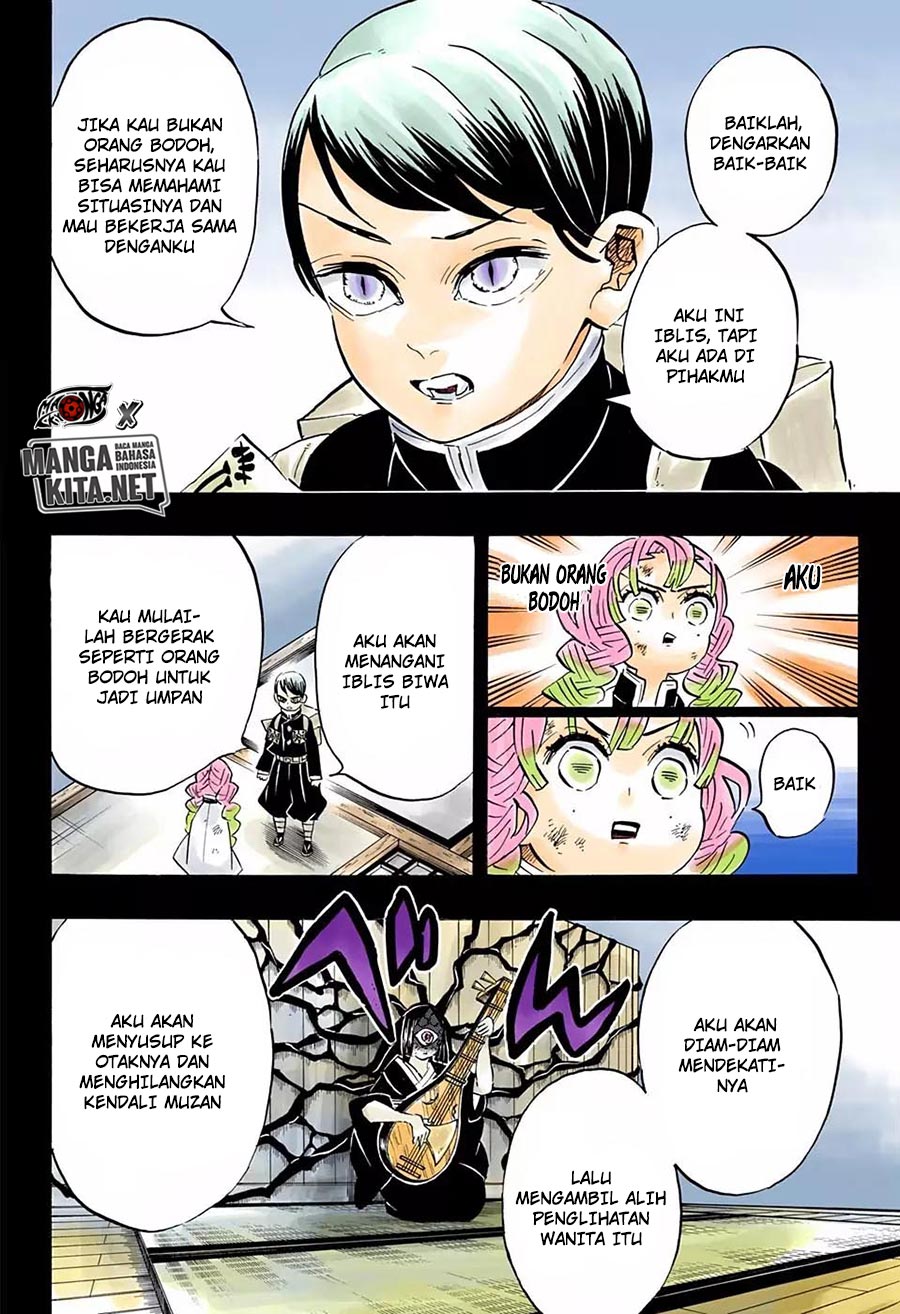 BAIKLAH,
DENGARKAN
BAIK-BAIK
AKU INI
IBLIS, TAPI
AKU ADA DI
PIHAKMU
JIKA KAU BUKAN
ORANG BODOH,
SEHARUSNYA KAU
BISA MEMAHAMI
SITUASINYA DAN
MAU BEKERJA SAMA
DENGANKU
X
MANGA
KITA.NET
BACA MANGA
BAHASA
INDONESIA
AKU
BUKAN ORANG
BODOH
BAIK
AKU AKAN
MENANGANI
IBLIS BIWA
ITU
KAU MULAI-
LAH BERGERAK
SEPERTI ORANG
BODOH UNTUK
JADI UMPAN
べん
AKU AKAN
DIAM-DIAM
MENDEKATI-
NYA
LALU
MENGAMBIL ALIH
PENGLIHATAN
WANITA ITU
AKU AKAN
MENYUSUP KE
OTAKNYA DAN
MENGHILANGKAN
KENDALI MUZAN